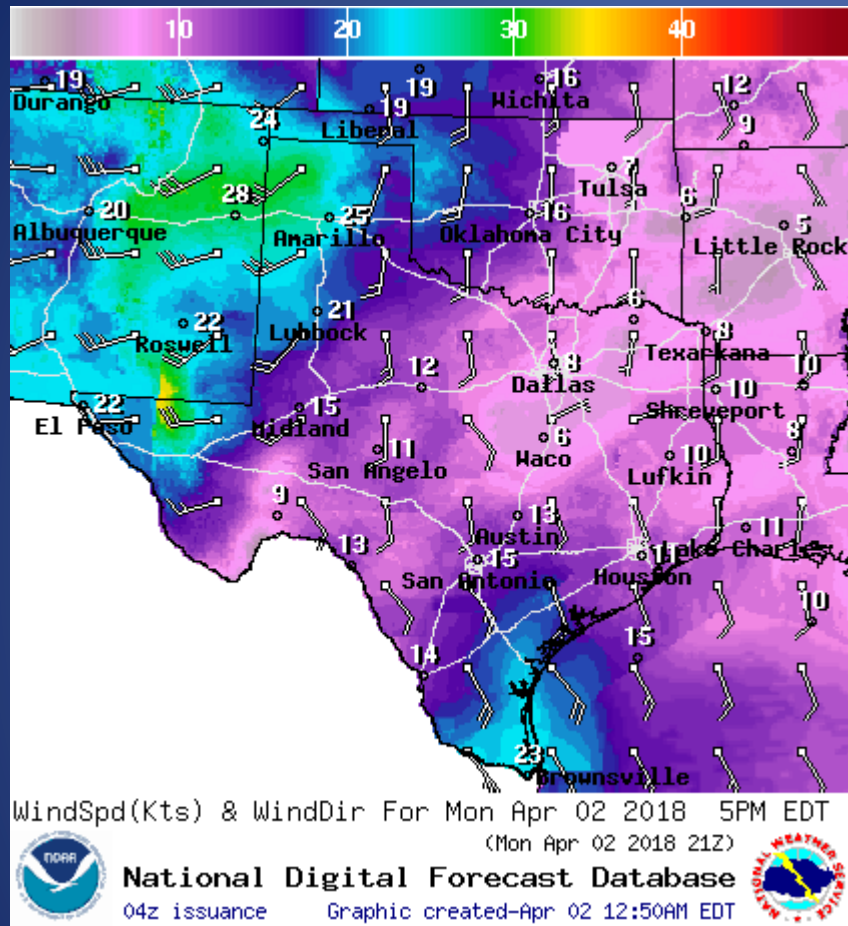 10 20 30 40
19 19 16 12
Durango Wichita
19
Liberal
24 9
7
Tulsa
28 20 25 16 6 5
Albuquerque Amarillo Oklahoma City Little Rock
22 21 6 8
Roswell Lubbock Texarkana
12 8 10 10
Dallas Shreveport
22 15
El Paso Midland
11 6 10 8
San Angelo Waco Lufkin
9 13 11
Austin
13 15 11 Lake Charles
San Antonio Houston
10
14 15
23
Brownsville
WindSpd(Kts) & WindDir For Mon Apr 02 2018 5PM EDT
(Mon Apr 02 2018 21Z)
NOAA
National Digital Forecast Database
04z issuance Graphic created-Apr 02 12:50AM EDT
NATIONAL WEATHER SERVICE